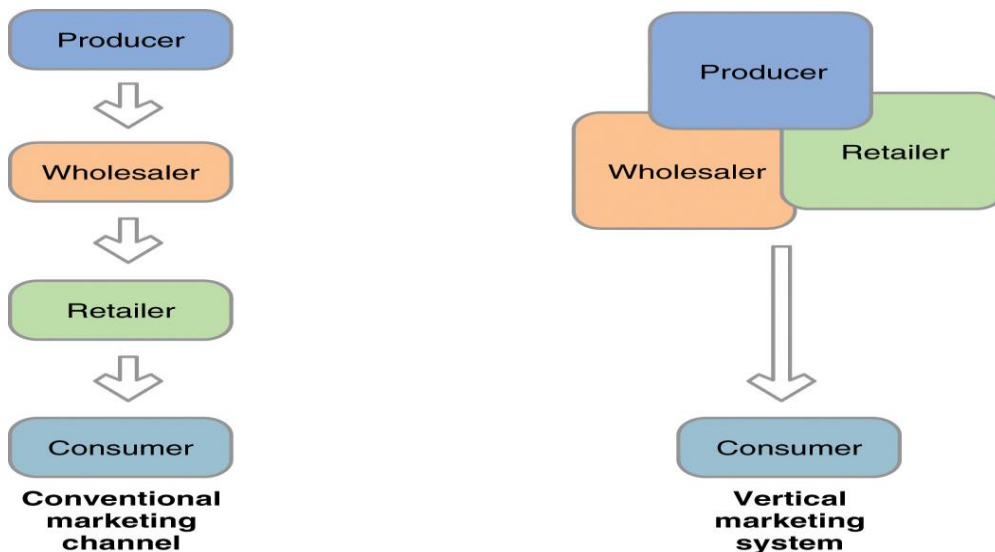 Producer
Wholesaler
Retailer
Consumer
Conventional
marketing
channel
Producer
Wholesaler
Retailer
Consumer
Vertical
marketing
system